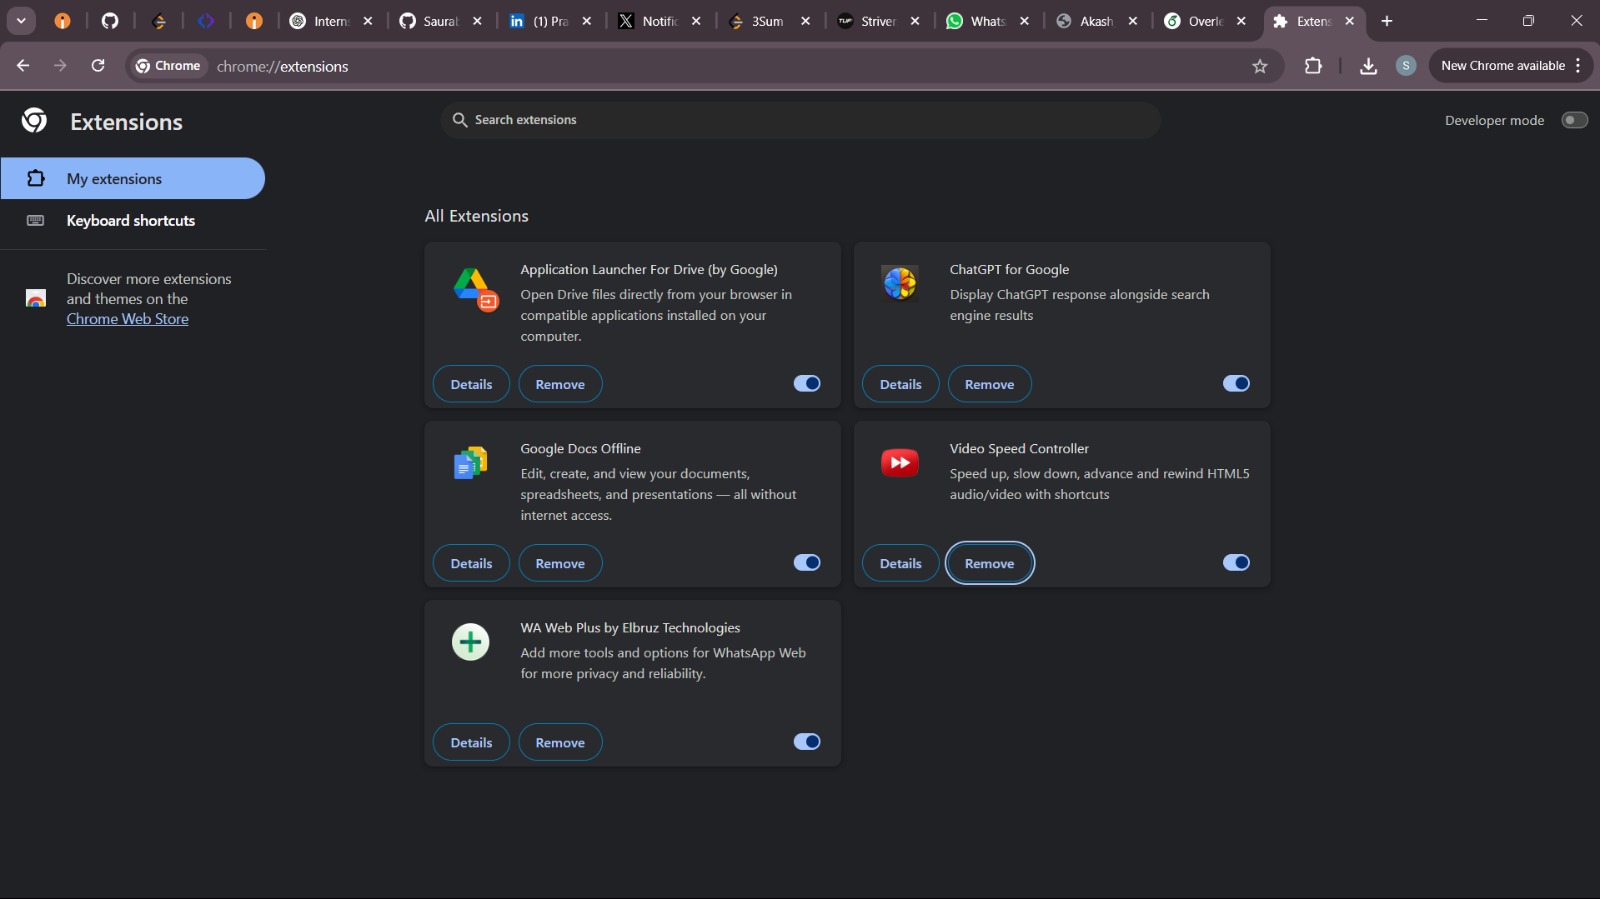 Intern
Saural
(1) Pra
Notific
3Sum
Striver
Whats
Akash
Overle
Extens
Chrome
chrome://extensions
S
New Chrome available
Extensions
Search extensions
Developer mode
My extensions
Keyboard shortcuts
Discover more extensions
and themes on the
Chrome Web Store
All Extensions
Application Launcher For Drive (by Google)
Open Drive files directly from your browser in
compatible applications installed on your
computer.
Details
Remove
ChatGPT for Google
Display ChatGPT response alongside search
engine results
Details
Remove
Google Docs Offline
Edit, create, and view your documents,
spreadsheets, and presentations — all without
internet access.
Details
Remove
Video Speed Controller
Speed up, slow down, advance and rewind HTML5
audio/video with shortcuts
Details
Remove
WA Web Plus by Elbruz Technologies
Add more tools and options for WhatsApp Web
for more privacy and reliability.
Details
Remove